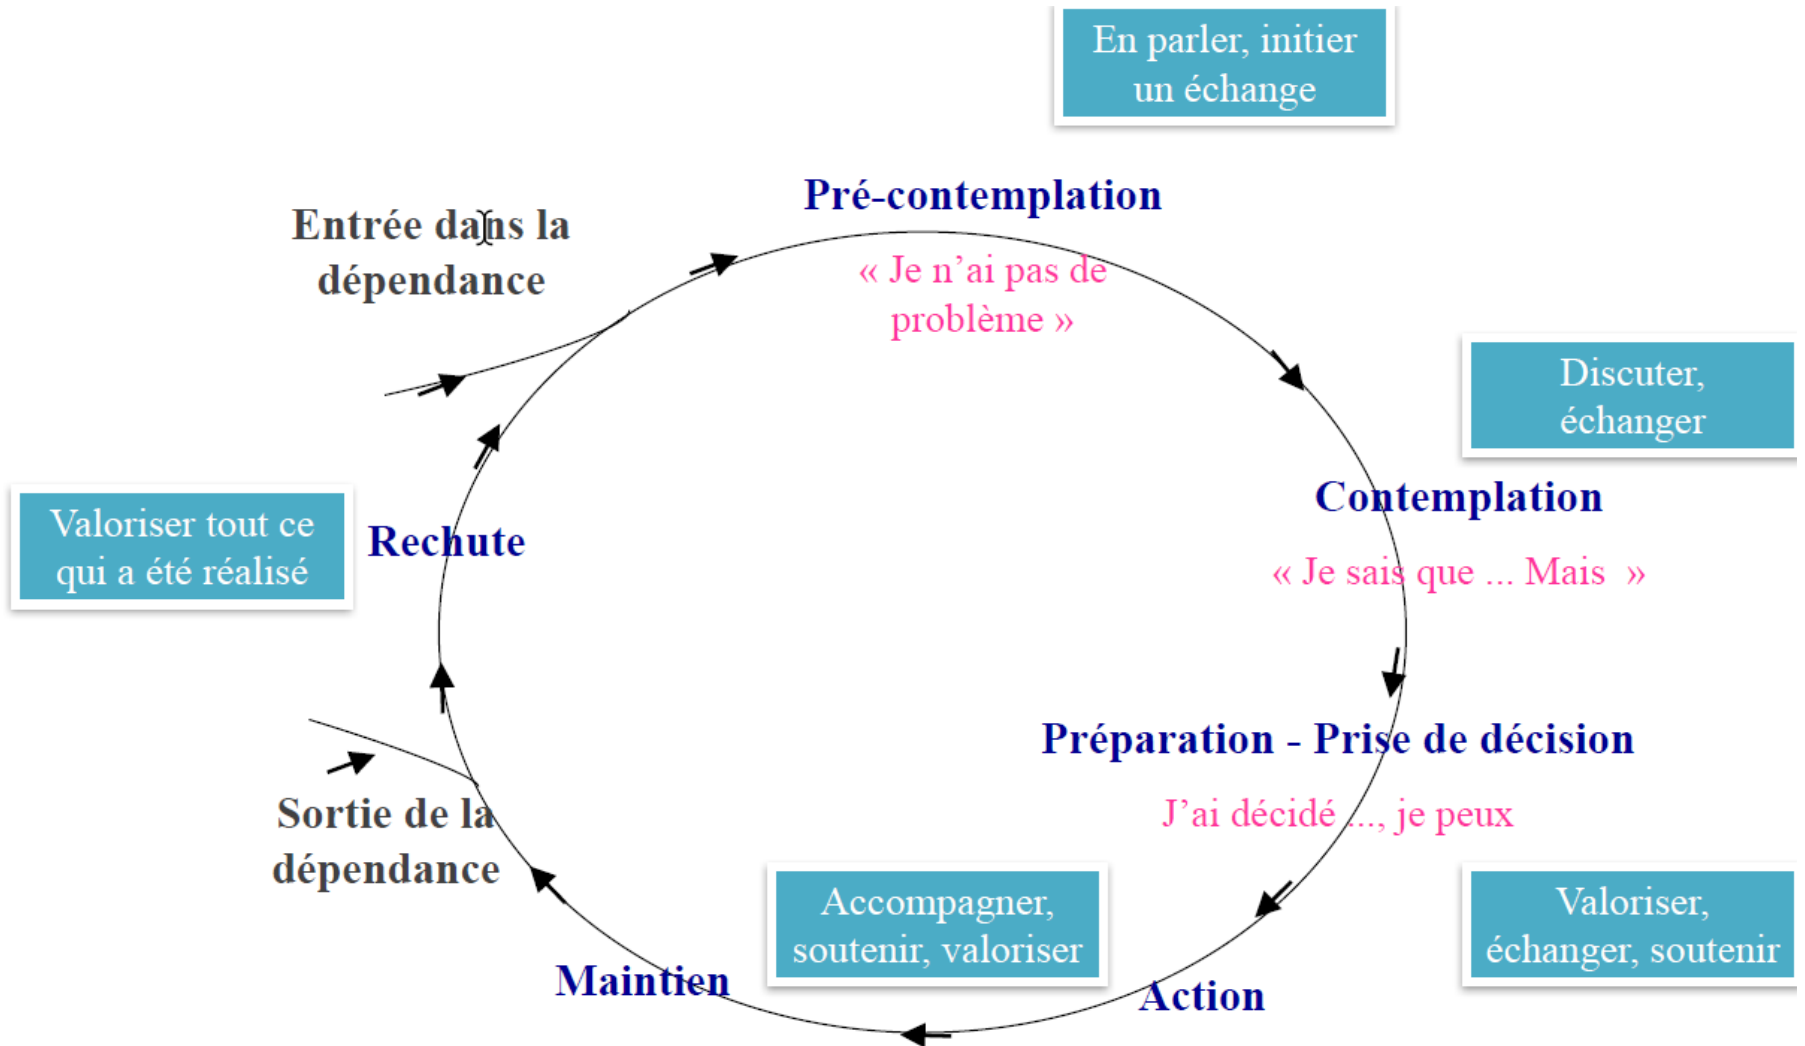 En parler, initier
un échange
Pré-contemplation
« Je n’ai pas de
problème »
Entrée dans la
dépendance
Discuter,
échanger
Contemplation
« Je sais que ... Mais  »
Valoriser tout ce
qui a été réalisé
Rechute
Préparation - Prise de décision
J’ai décidé ..., je peux
Sortie de la
dépendance
Accompagner,
soutenir, valoriser
Valoriser,
échanger, soutenir
Maintien
Action